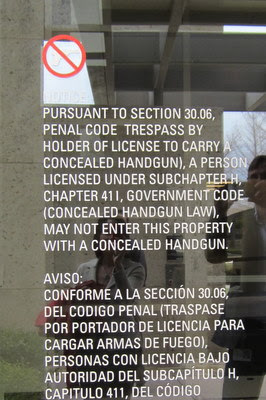 NOTICE:
PURSUANT TO SECTION 30.06,
PENAL CODE TRESPASS BY
HOLDER OF LICENSE TO CARRY A
CONCEALED HANDGUN), A PERSON
LICENSED UNDER SUBCHAPTER H,
CHAPTER 411, GOVERNMENT CODE
(CONCEALED HANDGUN LAW),
MAY NOT ENTER THIS PROPERTY
WITH A CONCEALED HANDGUN.
AVISO:
CONFORME A LA SECCIÓN 30.06,
DEL CODIGO PENAL (TRASPASE
POR PORTADOR DE LICENCIA PARA
CARGAR ARMAS DE FUEGO),
PERSONAS CON LICENCIA BAJO
AUTORIDAD DEL SUBCAPÍTULO H,
CAPITULO 411, DEL CÓDIGO